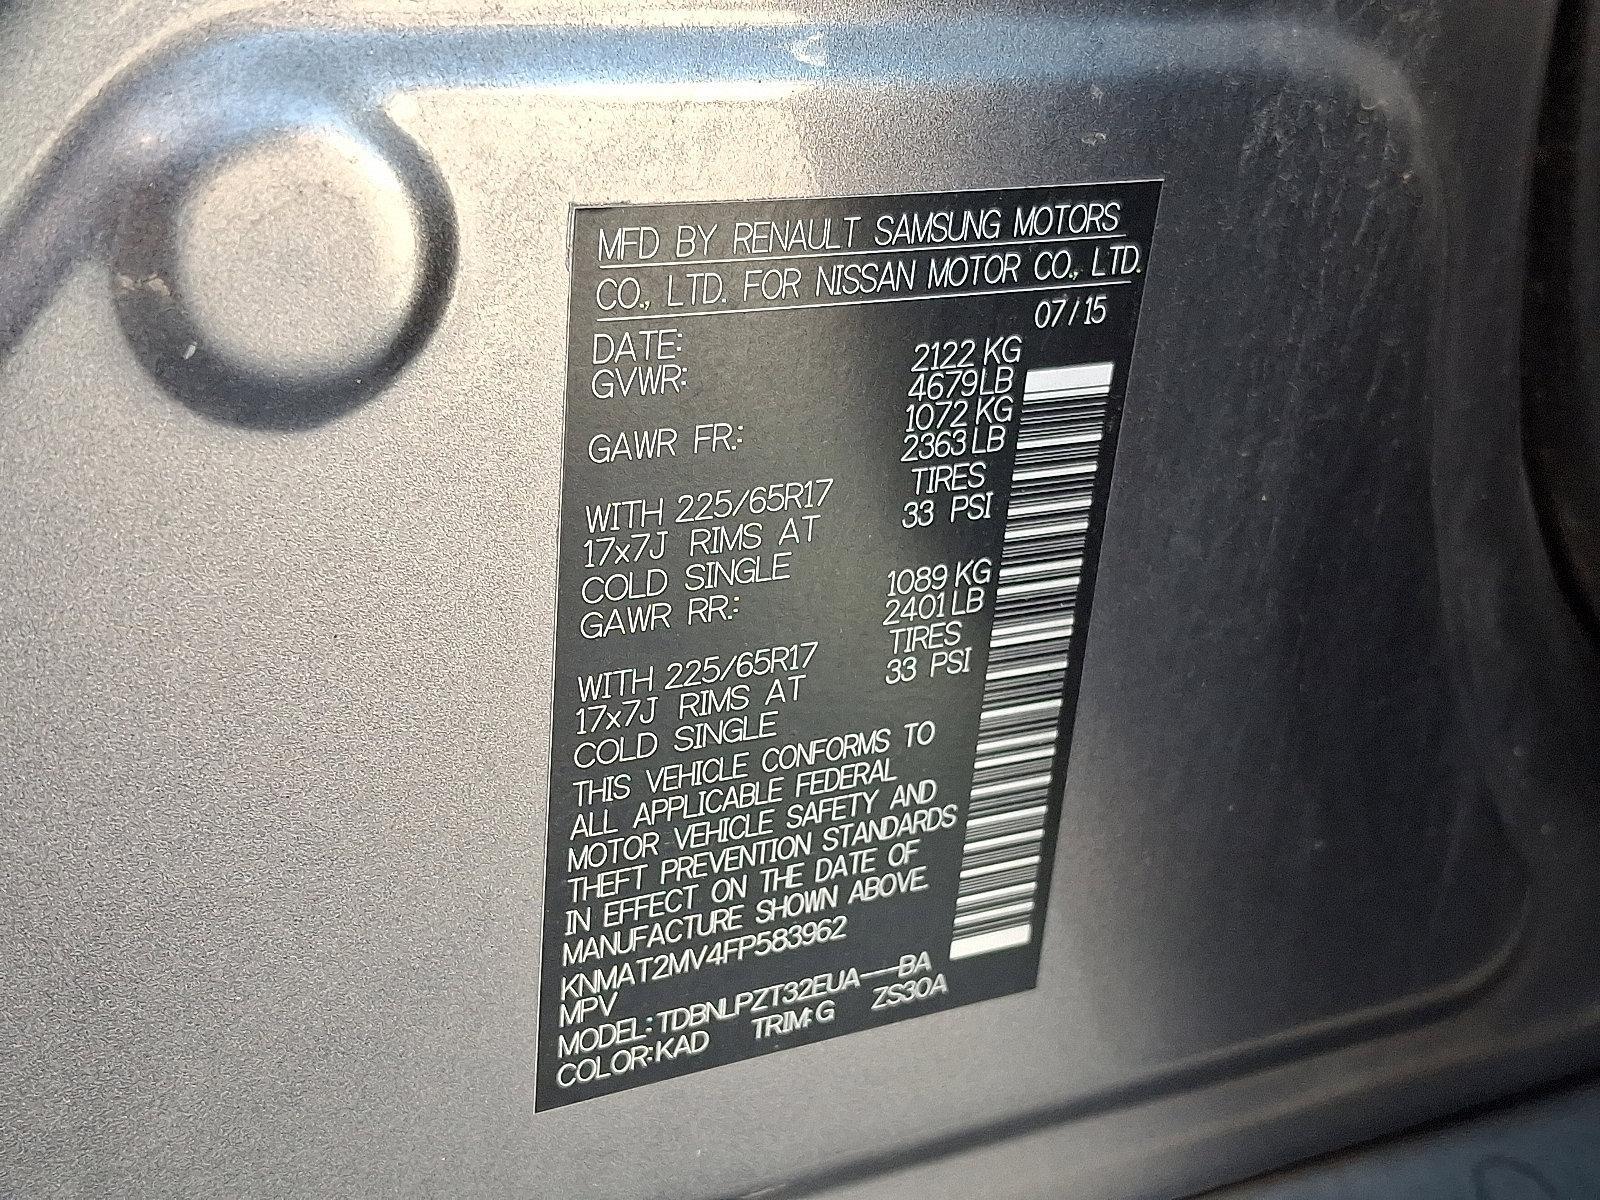 MFD BY RENAULT SAMSUNG MOTORS
CO., LTD. FOR NISSAN MOTOR CO., LTD.
DATE: 07/15
GVWR: 2122 KG
4679 LB
GAWR FR.: 1072 KG
2363 LB
WITH 225/65R17 TIRES
17x7J RIMS AT 33 PSI
COLD SINGLE
GAWR RR.: 1089 KG
2401 LB
WITH 225/65R17 TIRES
17x7J RIMS AT 33 PSI
COLD SINGLE
THIS VEHICLE CONFORMS TO
ALL APPLICABLE FEDERAL
MOTOR VEHICLE SAFETY AND
THEFT PREVENTION STANDARDS
IN EFFECT ON THE DATE OF
MANUFACTURE SHOWN ABOVE.
KNMAT2MV4FP583962
MPV
MODEL: TDBNLPZT32EUA—-BA
COLOR: KAD TRIM: G ZS30A